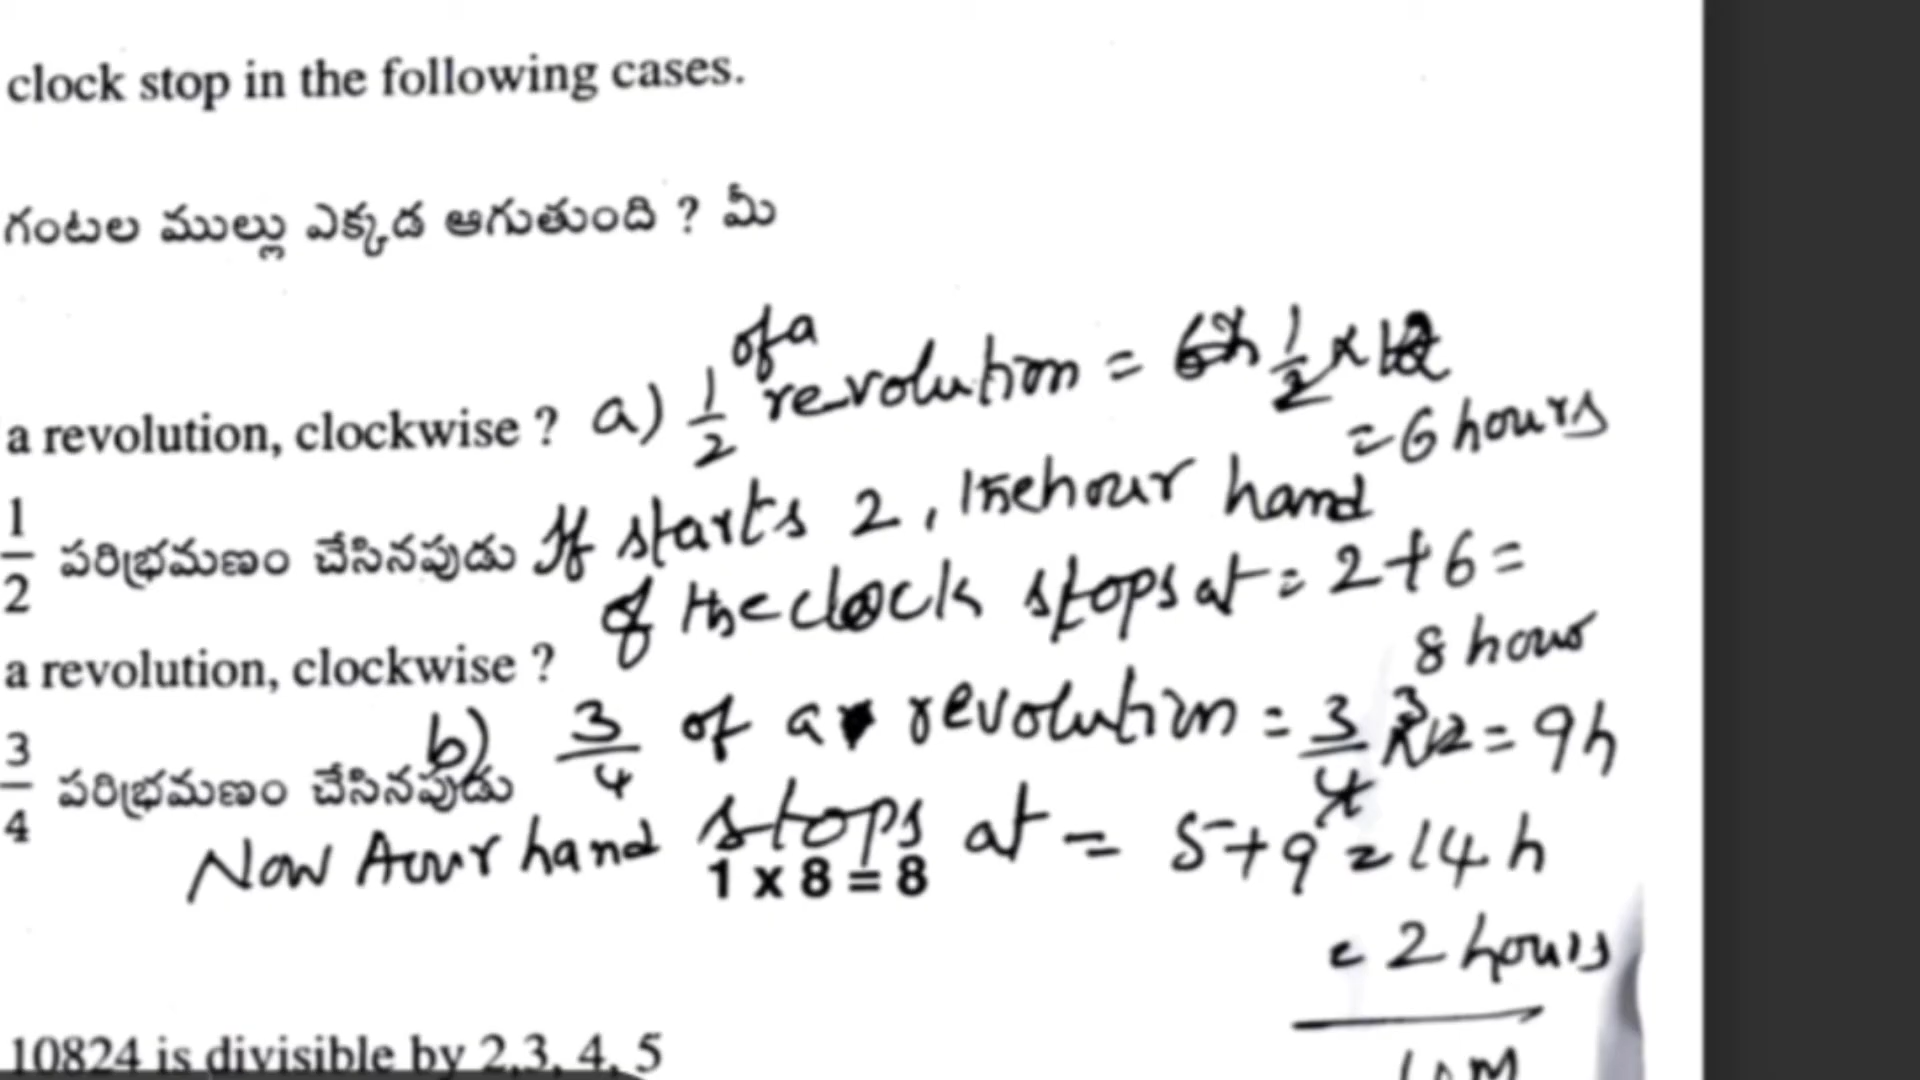 clock stop in the following cases.
గంటల ముల్లు ఎక్కడ ఆగుతుంది ? మీ
a revolution, clockwise ? a) 1/2 of a revolution = 1/2 x 12
= 6 hours
1/2 పరిభ్రమణం చేసినపుడు If starts 2, the hour hand
of the clock stops at = 2+6 =
8 hour
a revolution, clockwise ?
b) 3/4 of a revolution = 3/4 x 12 = 9h
3/4 పరిభ్రమణం చేసినపుడు
Now hour hand stops at = 5+9 = 14 h
1 x 8 = 8
= 2 hours
10824 is divisible by 2,3, 4, 5